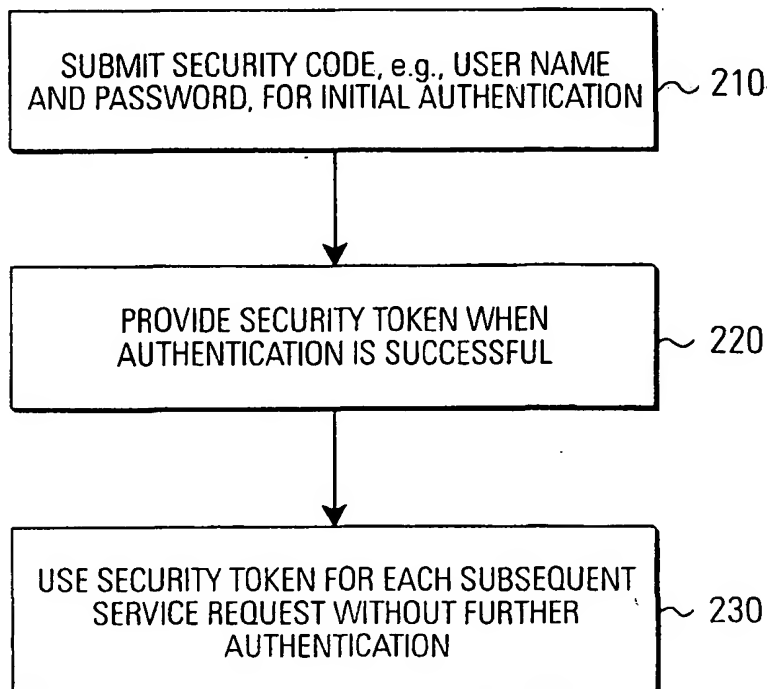 SUBMIT SECURITY CODE, e.g., USER NAME
AND PASSWORD, FOR INITIAL AUTHENTICATION
210
PROVIDE SECURITY TOKEN WHEN
AUTHENTICATION IS SUCCESSFUL
220
USE SECURITY TOKEN FOR EACH SUBSEQUENT
SERVICE REQUEST WITHOUT FURTHER
AUTHENTICATION
230